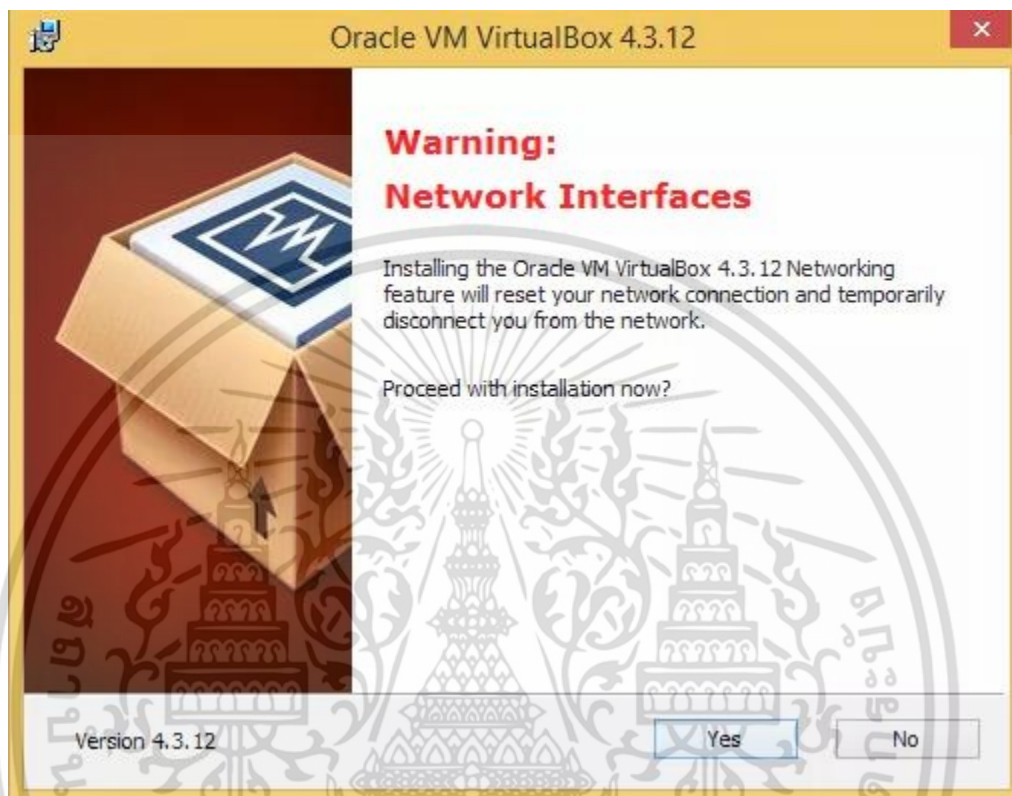 Oracle VM VirtualBox 4.3.12
Warning:
Network Interfaces
Installing the Oracle VM VirtualBox 4.3.12 Networking
feature will reset your network connection and temporarily
disconnect you from the network.
Proceed with installation now?
Version 4.3.12
Yes
No